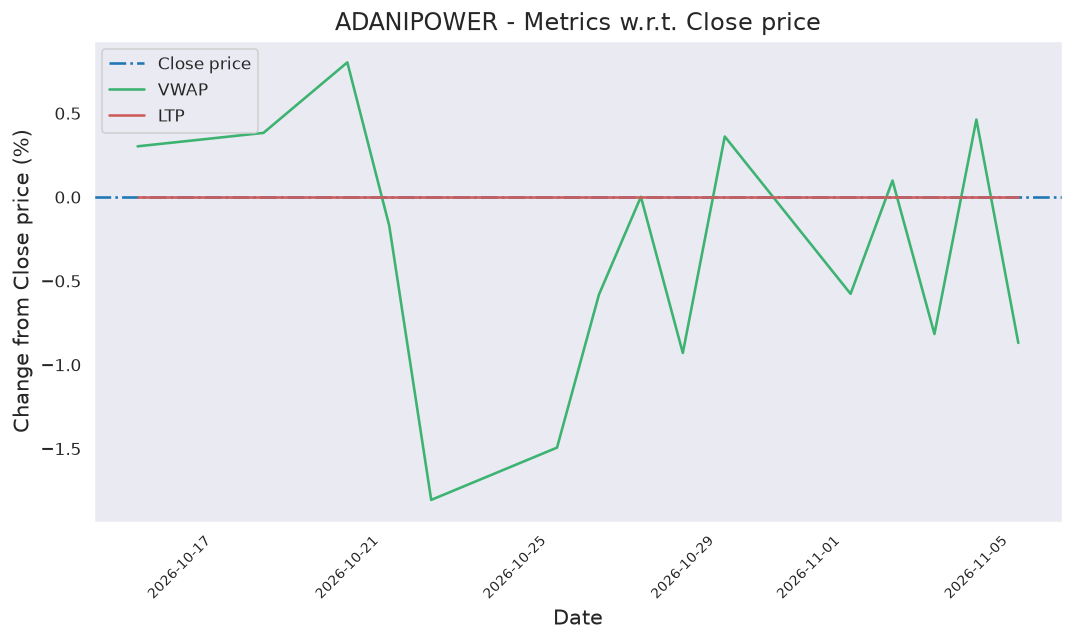 ADANIPOWER - Metrics w.r.t. Close price
Close price
VWAP
LTP
Change from Close price (%)
0.5
0.0
−0.5
−1.0
−1.5
2026-10-17
2026-10-21
2026-10-25
2026-10-29
2026-11-01
2026-11-05
Date